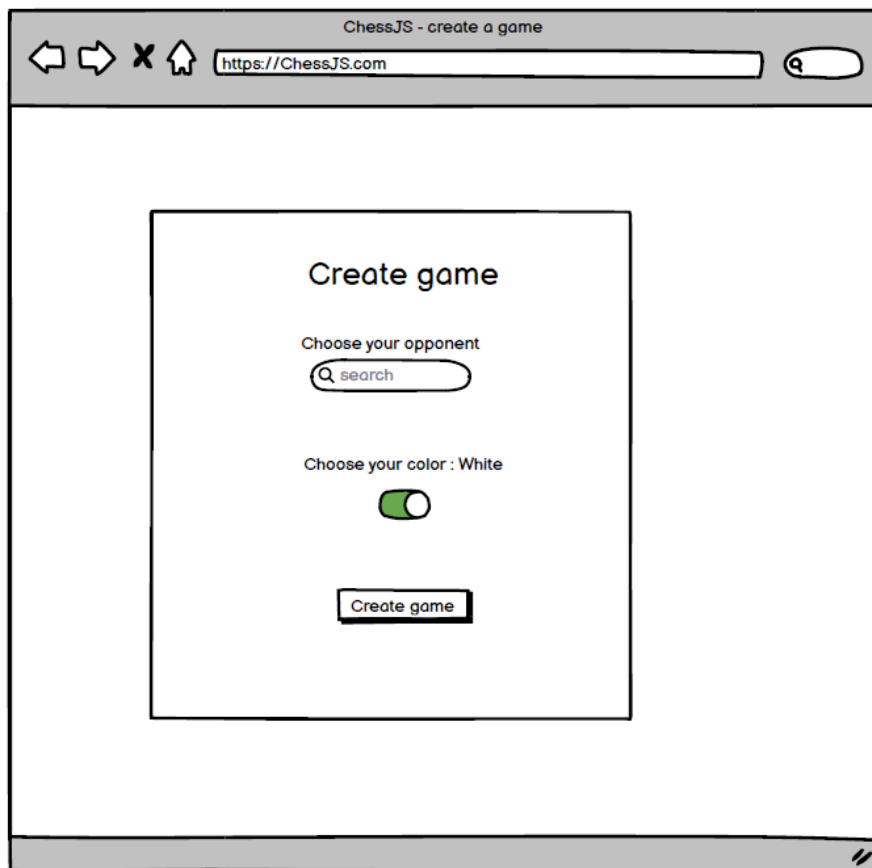 ChessJS - create a game
https://ChessJS.com
Create game
Choose your opponent
search
Choose your color : White
Create game